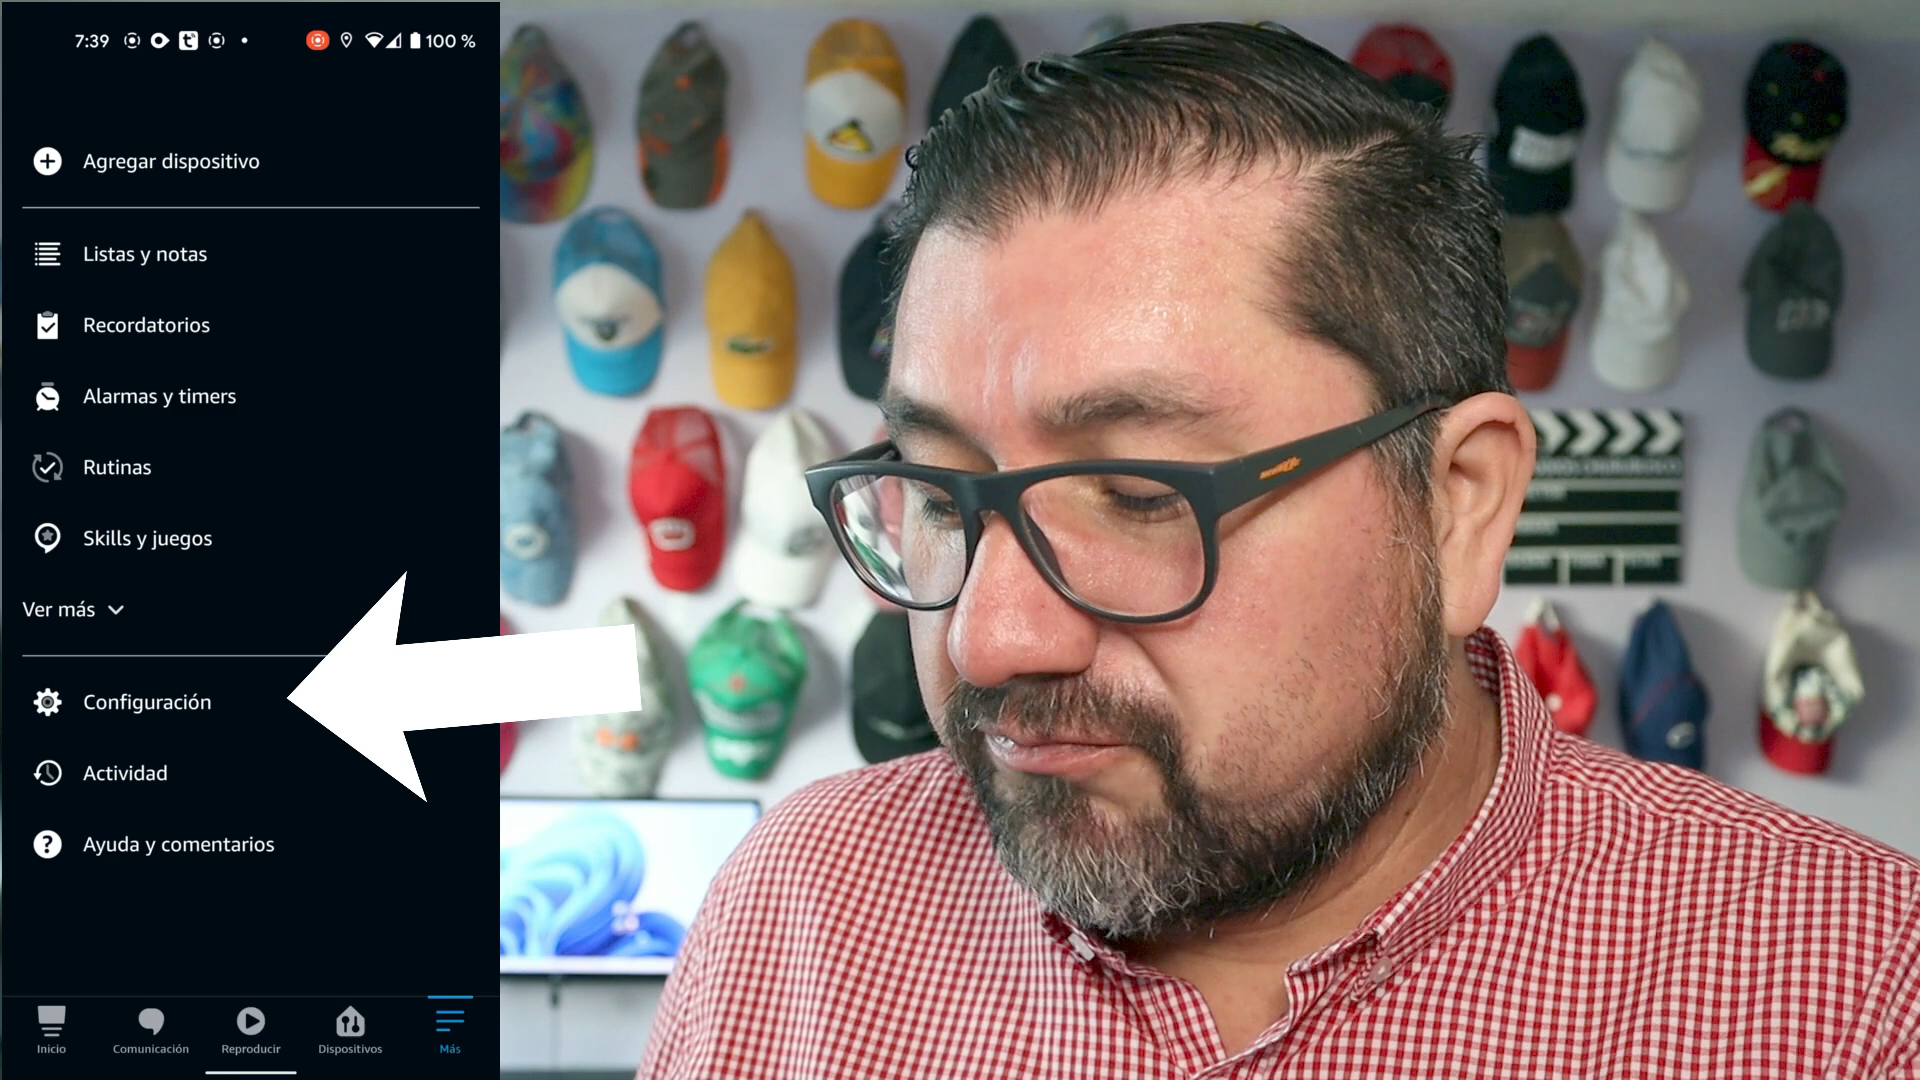 7:39
100 %
Agregar dispositivo
Listas y notas
Recordatorios
Alarmas y timers
Rutinas
Skills y juegos
Ver más
Configuración
Actividad
Ayuda y comentarios
Inicio
Comunicación
Reproducir
Dispositivos
Más